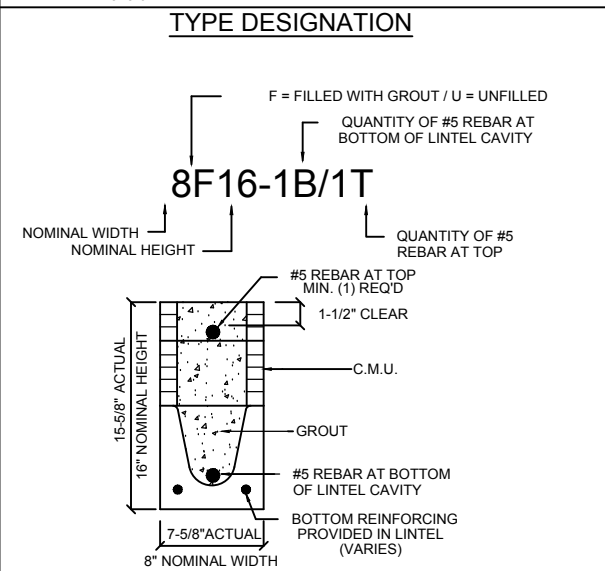 TYPE DESIGNATION
F = FILLED WITH GROUT / U = UNFILLED
QUANTITY OF #5 REBAR AT
BOTTOM OF LINTEL CAVITY
8F16-1B/1T
NOMINAL WIDTH
NOMINAL HEIGHT
QUANTITY OF #5
REBAR AT TOP
#5 REBAR AT TOP
MIN. (1) REQ'D
1-1/2" CLEAR
15-5/8" ACTUAL
16" NOMINAL HEIGHT
C.M.U.
GROUT
#5 REBAR AT BOTTOM
OF LINTEL CAVITY
BOTTOM REINFORCING
PROVIDED IN LINTEL
(VARIES)
7-5/8"ACTUAL
8" NOMINAL WIDTH